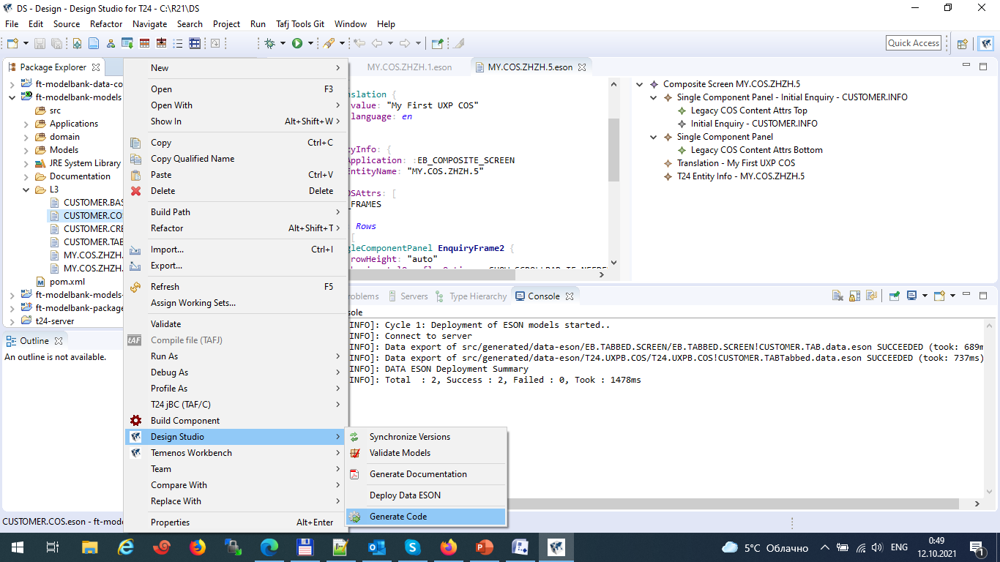 DS - Design - Design Studio for T24 - C:\R21\DS
File Edit Source Refactor Navigate Search Project Run Tafj Tools Git Window Help
Quick Access
Package Explorer
ft-modelbank-data-co
ft-modelbank-models
src
Applications
domain
Models
JRE System Library
Documentation
L3
CUSTOMER.BAS
CUSTOMER.COS
CUSTOMER.CRE
CUSTOMER.TAB
MY.COS.ZHZH.
MY.COS.ZHZH.
pom.xml
ft-modelbank-models-
ft-modelbank-package
t24-server
Outline
An outline is not available.
New
Open F3
Open With
Show In Alt+Shift+W
Copy Ctrl+C
Copy Qualified Name
Paste Ctrl+V
Delete Delete
Build Path
Refactor Alt+Shift+T
Import... Ctrl+I
Export...
Refresh F5
Assign Working Sets...
Validate
taf Compile file (TAFJ)
Run As
Debug As
Profile As
T24 jBC (TAF/C)
Build Component
Design Studio
Temenos Workbench
Team
Compare With
Replace With
Properties Alt+Enter
Synchronize Versions
Validate Models
Generate Documentation
Deploy Data ESON
Generate Code
MY.COS.ZHZH.1.eson
MY.COS.ZHZH.5.eson
nslation {
value: "My First UXP COS"
language: en
tyInfo: {
Application: :EB_COMPOSITE_SCREEN
EntityName: "MY.COS.ZHZH.5"
OSAttrs: [
_FRAMES
Rows
[
gleComponentPanel EnquiryFrame2 {
rowHeight: "auto"
Composite Screen MY.COS.ZHZH.5
Single Component Panel - Initial Enquiry - CUSTOMER.INFO
Legacy COS Content Attrs Top
Initial Enquiry - CUSTOMER.INFO
Single Component Panel
Legacy COS Content Attrs Bottom
Translation - My First UXP COS
T24 Entity Info - MY.COS.ZHZH.5
roblems Servers Type Hierarchy Console
sole
INFO]: Cycle 1: Deployment of ESON models started..
INFO]: Connect to server
INFO]: Data export of src/generated/data-eson/EB.TABBED.SCREEN/EB.TABBED.SCREEN!CUSTOMER.TAB.data.eson SUCCEEDED (took: 689m
INFO]: Data export of src/generated/data-eson/T24.UXPB.COS/T24.UXPB.COS!CUSTOMER.TABTabbed.data.eson SUCCEEDED (took: 737ms)
INFO]: DATA ESON Deployment Summary
INFO]: Total : 2, Success : 2, Failed : 0, Took : 1478ms
CUSTOMER.COS.eson - ft-mode
5°C Облачно
ENG
0:49
12.10.2021
1